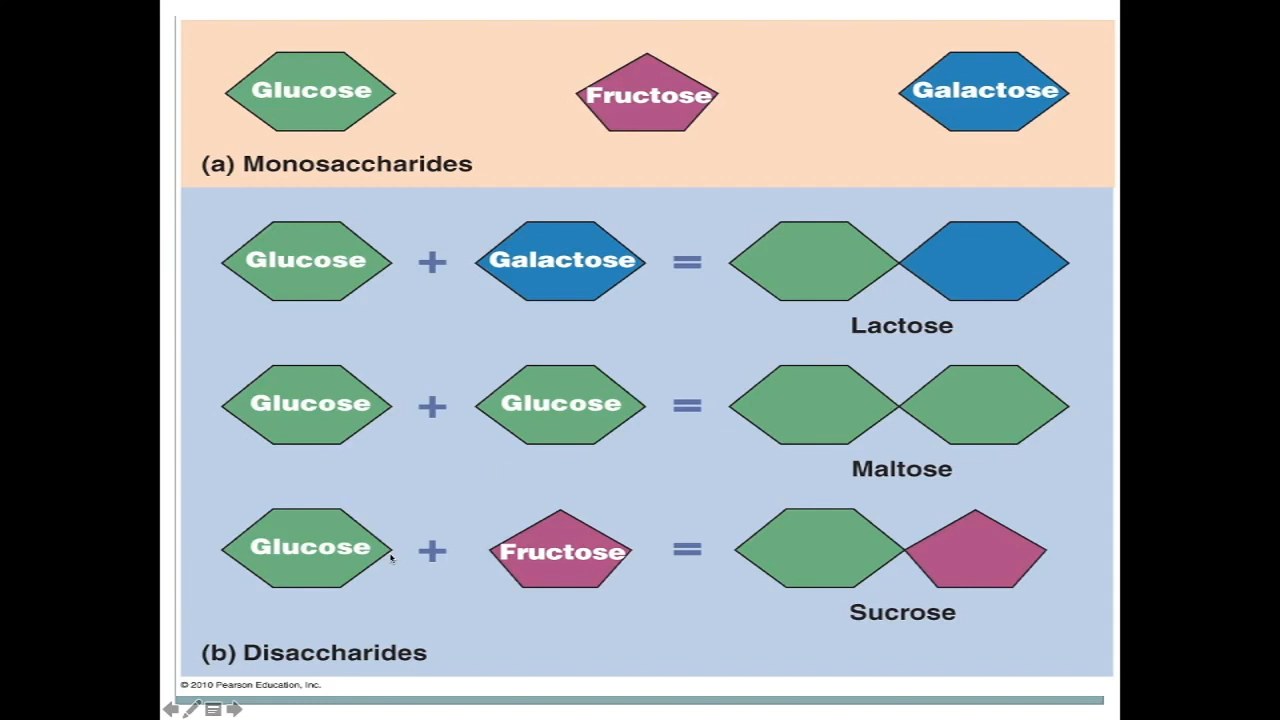 Glucose
Fructose
Galactose
(a) Monosaccharides
Glucose + Galactose =
Lactose
Glucose + Glucose =
Maltose
Glucose + Fructose =
Sucrose
(b) Disaccharides
© 2010 Pearson Education, Inc.